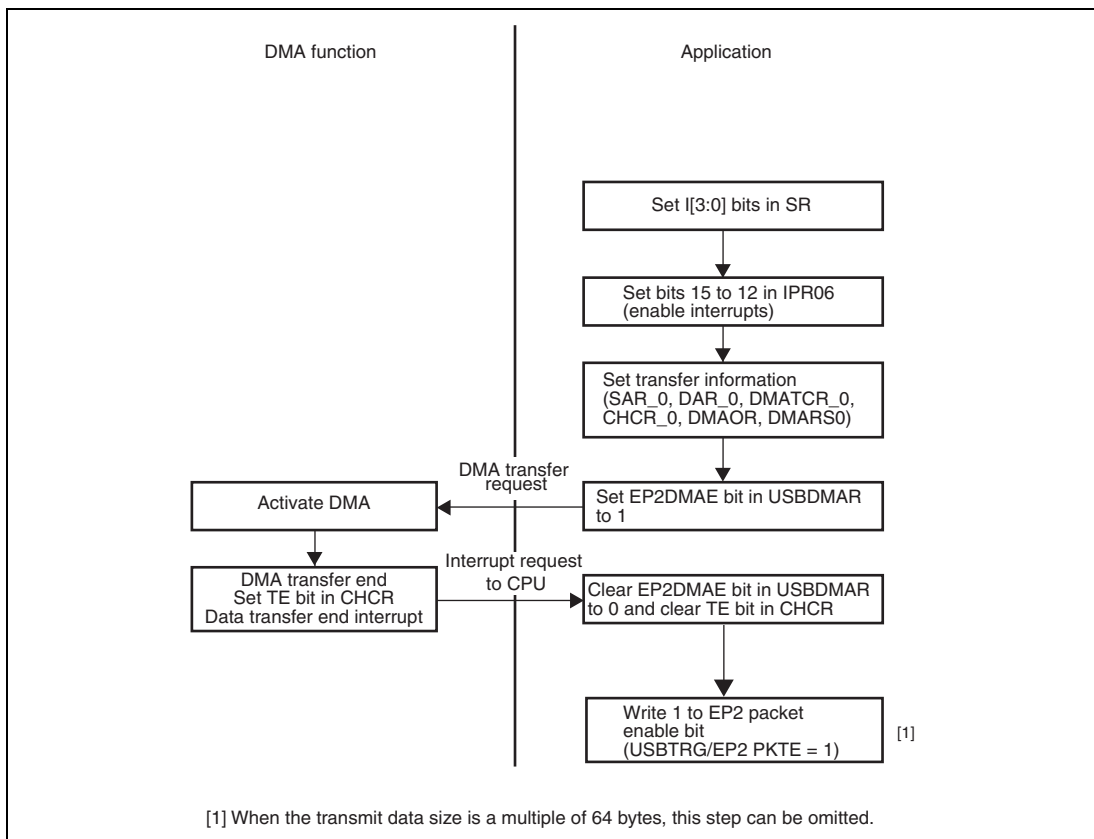 DMA function
Application
Set I[3:0] bits in SR
Set bits 15 to 12 in IPR06
(enable interrupts)
Set transfer information
(SAR_0, DAR_0, DMATCR_0,
CHCR_0, DMAOR, DMARS0)
DMA transfer
request
Set EP2DMAE bit in USBDMAR
to 1
Activate DMA
DMA transfer end
Set TE bit in CHCR
Data transfer end interrupt
Interrupt request
to CPU
Clear EP2DMAE bit in USBDMAR
to 0 and clear TE bit in CHCR
Write 1 to EP2 packet
enable bit
(USBTRG/EP2 PKTE = 1)
[1]
[1] When the transmit data size is a multiple of 64 bytes, this step can be omitted.